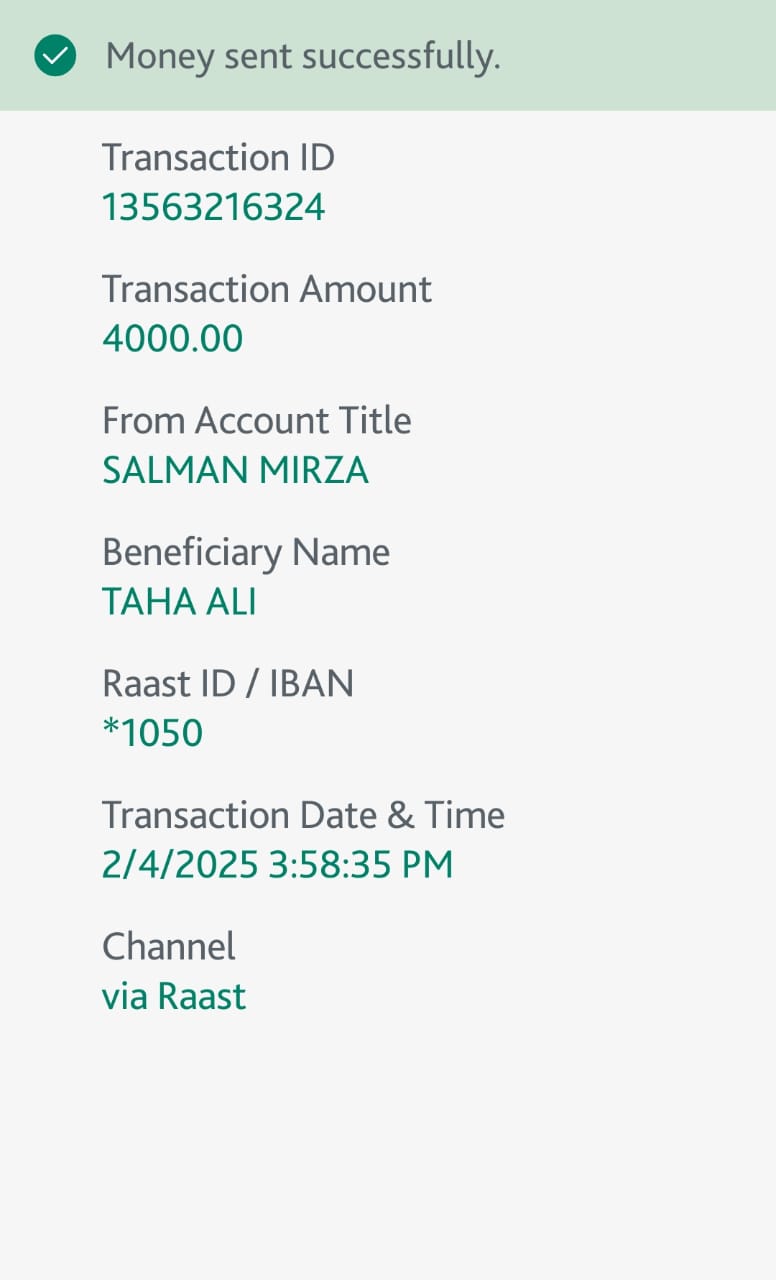 Money sent successfully.
Transaction ID
13563216324
Transaction Amount
4000.00
From Account Title
SALMAN MIRZA
Beneficiary Name
TAHA ALI
Raast ID / IBAN
*1050
Transaction Date & Time
2/4/2025 3:58:35 PM
Channel
via Raast